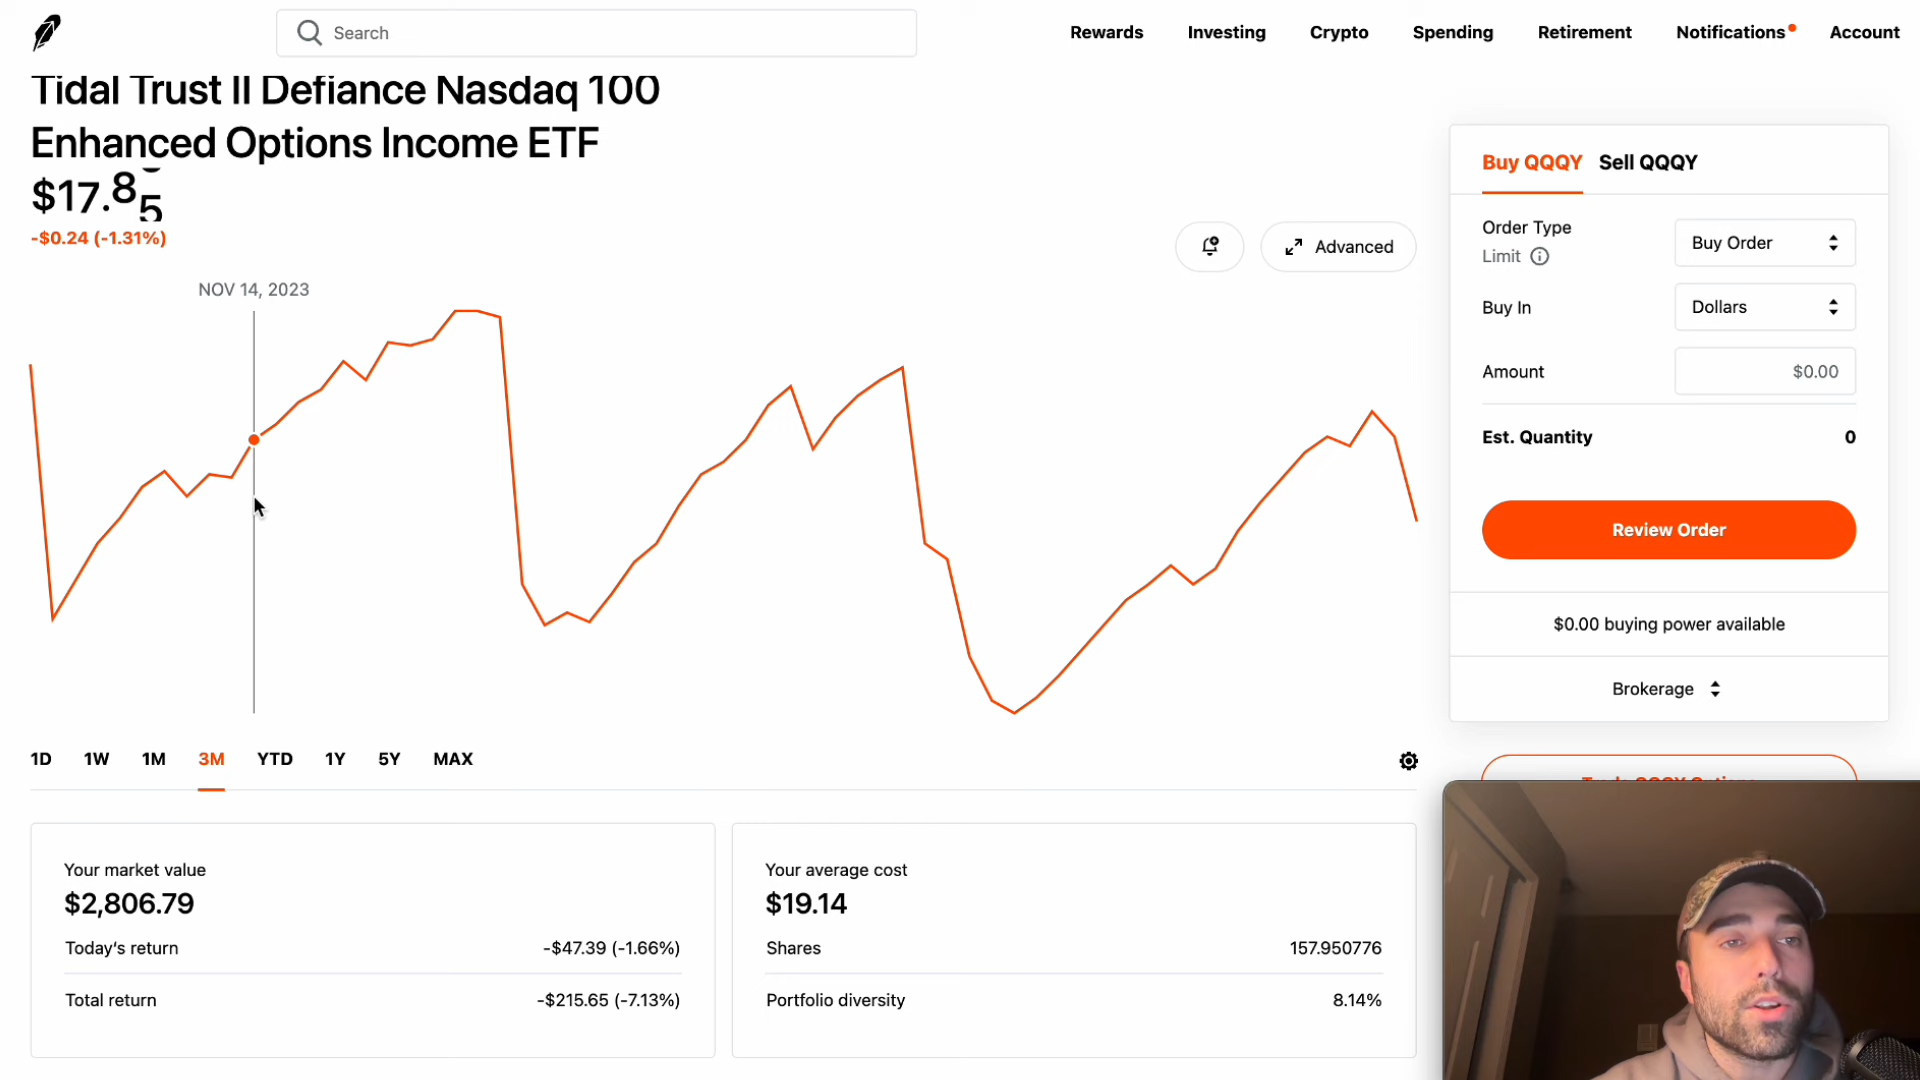 Search
Rewards
Investing
Crypto
Spending
Retirement
Notifications
Account
Tidal Trust II Defiance Nasdaq 100
Enhanced Options Income ETF
$17.85
-$0.24 (-1.31%)
Advanced
NOV 14, 2023
1D
1W
1M
3M
YTD
1Y
5Y
MAX
Your market value
$2,806.79
Today's return
-$47.39 (-1.66%)
Total return
-$215.65 (-7.13%)
Your average cost
$19.14
Shares
157.950776
Portfolio diversity
8.14%
Buy QQQY
Sell QQQY
Order Type
Limit
Buy Order
Buy In
Dollars
Amount
$0.00
Est. Quantity
0
Review Order
$0.00 buying power available
Brokerage